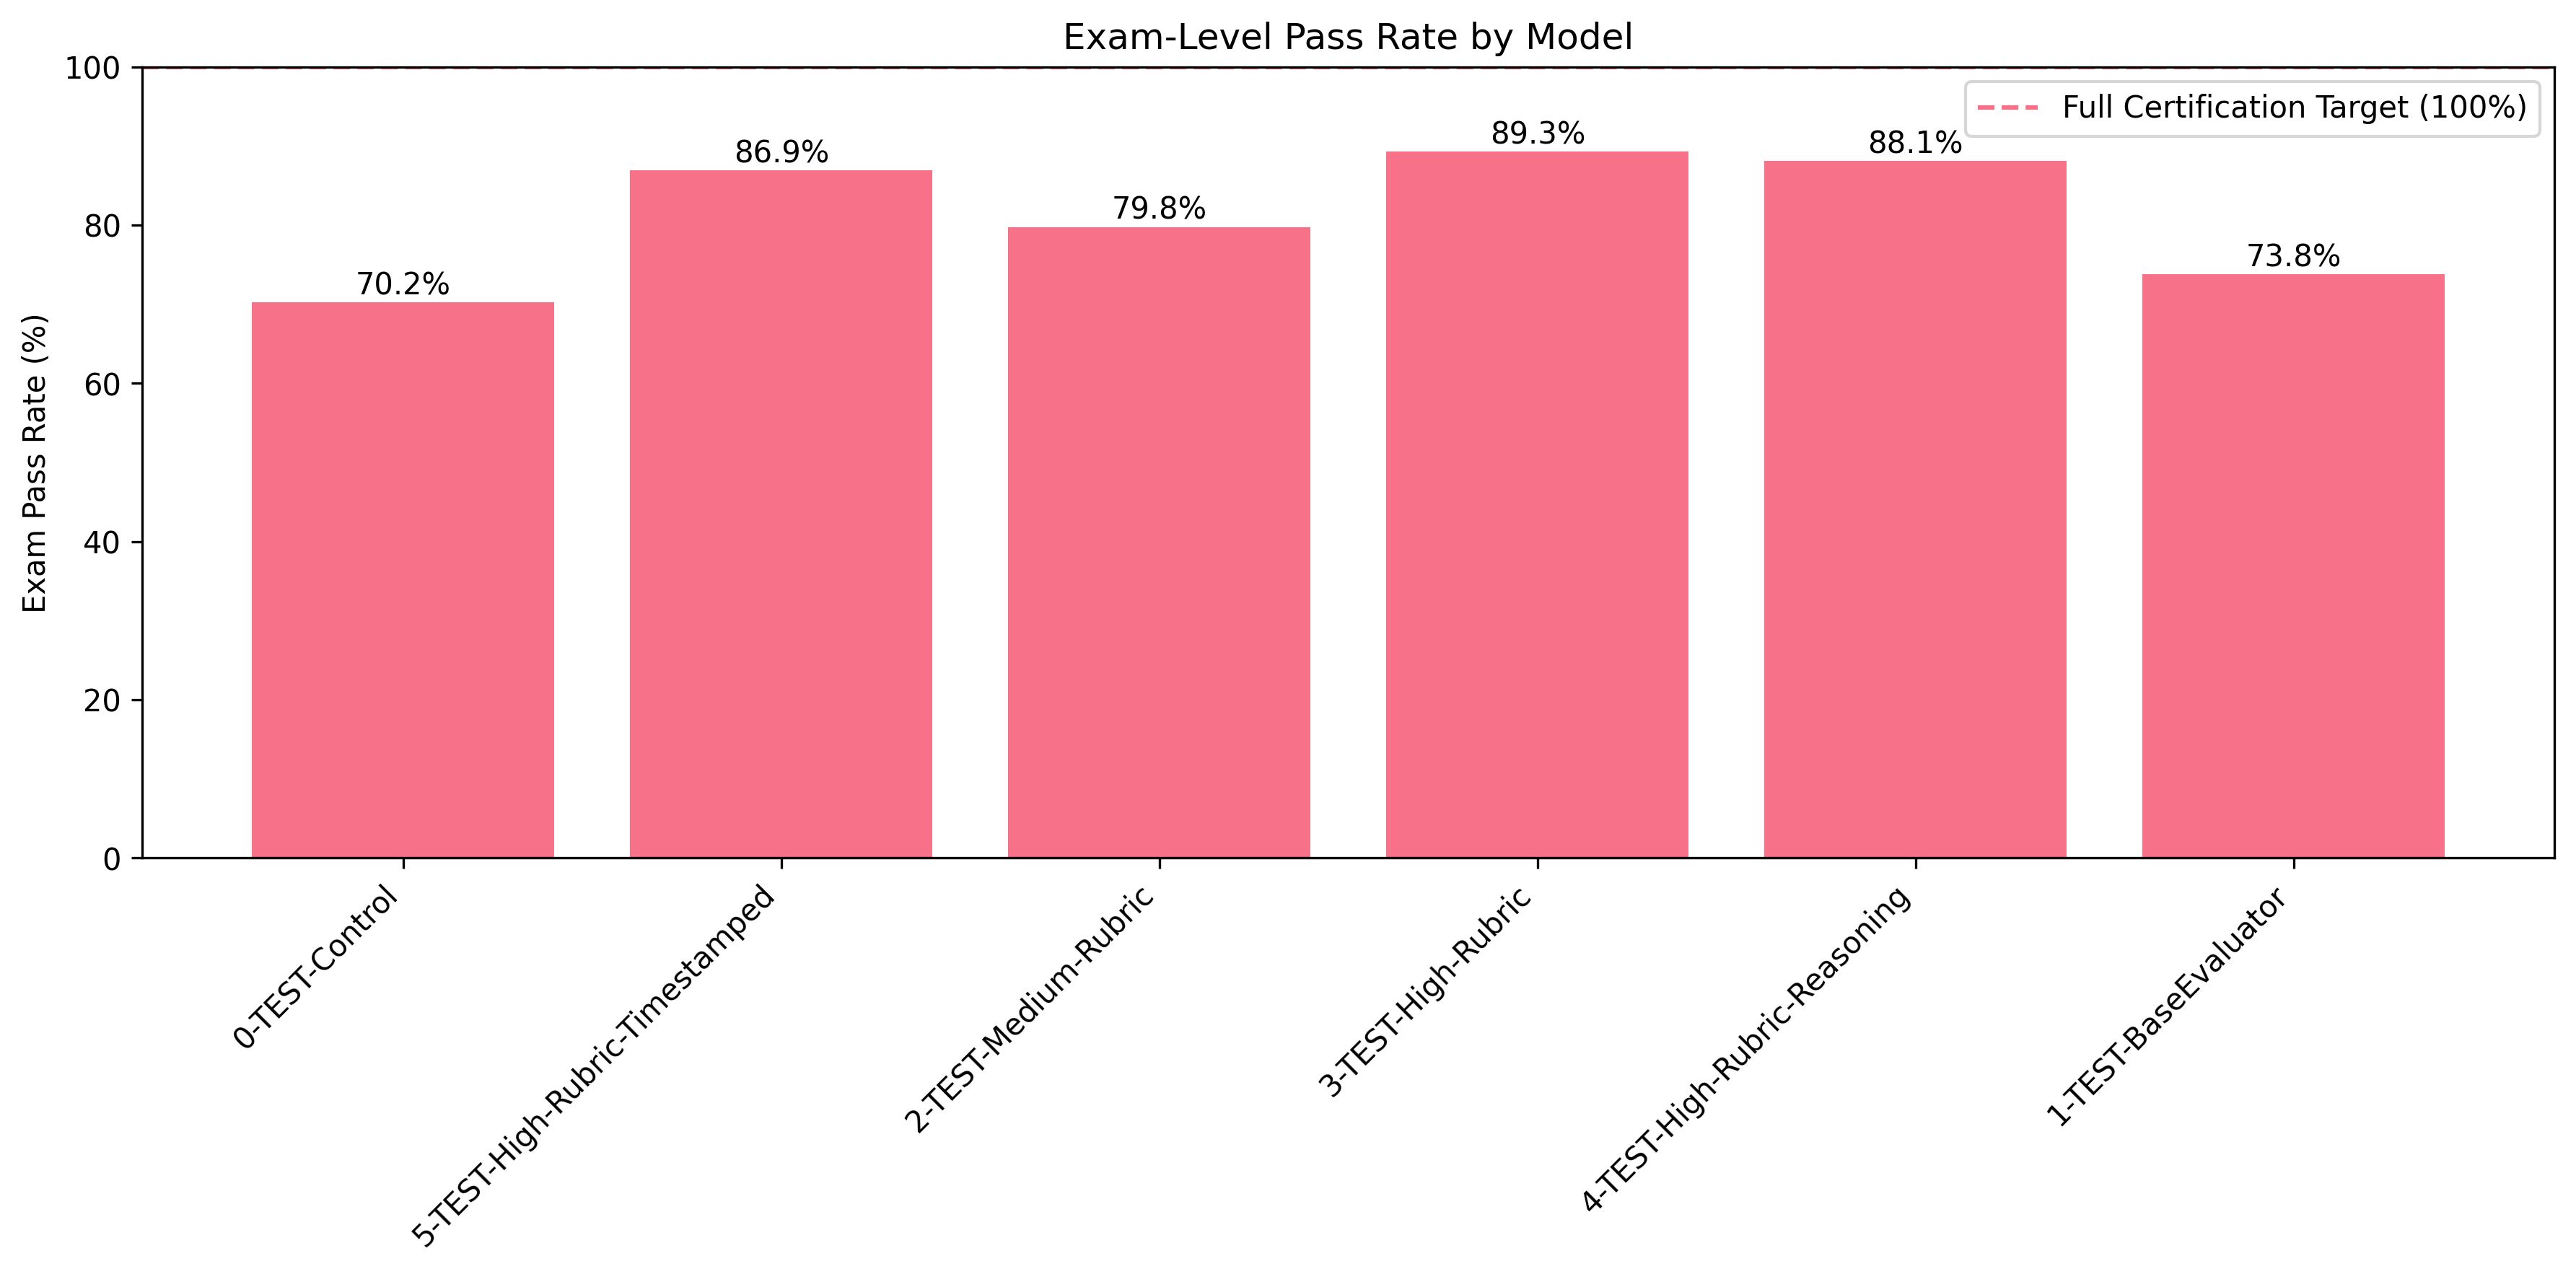 Exam-Level Pass Rate by Model
Full Certification Target (100%)
Exam Pass Rate (%)
100
80
60
40
20
0
70.2%
86.9%
79.8%
89.3%
88.1%
73.8%
0-TEST-Control
5-TEST-High-Rubric-Timestamped
2-TEST-Medium-Rubric
3-TEST-High-Rubric
4-TEST-High-Rubric-Reasoning
1-TEST-BaseEvaluator